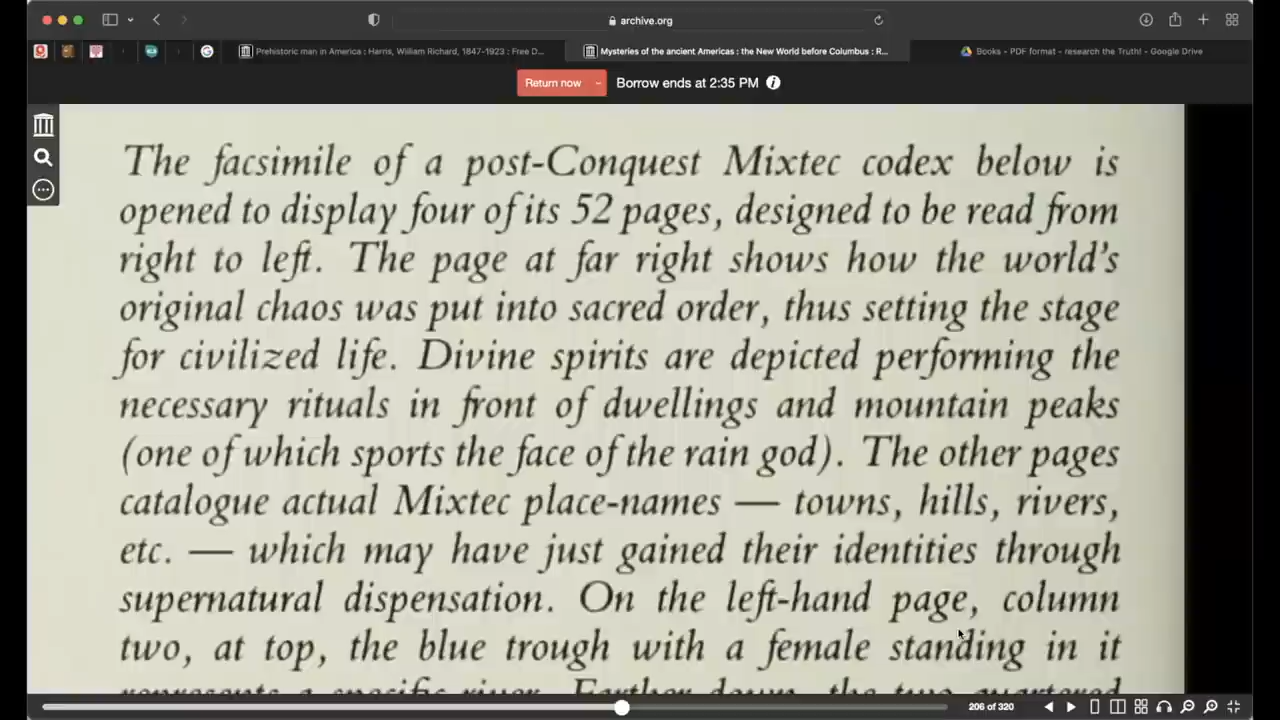 archive.org
Prehistoric man in America : Harris, William Richard, 1847-1923 : Free D...
Mysteries of the ancient Americas : the New World before Columbus : R...
Books - PDF format - research the Truth! - Google Drive
Return now
Borrow ends at 2:35 PM
The facsimile of a post-Conquest Mixtec codex below is
opened to display four of its 52 pages, designed to be read from
right to left. The page at far right shows how the world's
original chaos was put into sacred order, thus setting the stage
for civilized life. Divine spirits are depicted performing the
necessary rituals in front of dwellings and mountain peaks
(one of which sports the face of the rain god). The other pages
catalogue actual Mixtec place-names — towns, hills, rivers,
etc. — which may have just gained their identities through
supernatural dispensation. On the left-hand page, column
two, at top, the blue trough with a female standing in it
represents a specific river. Farther down, the two quartered
206 of 320